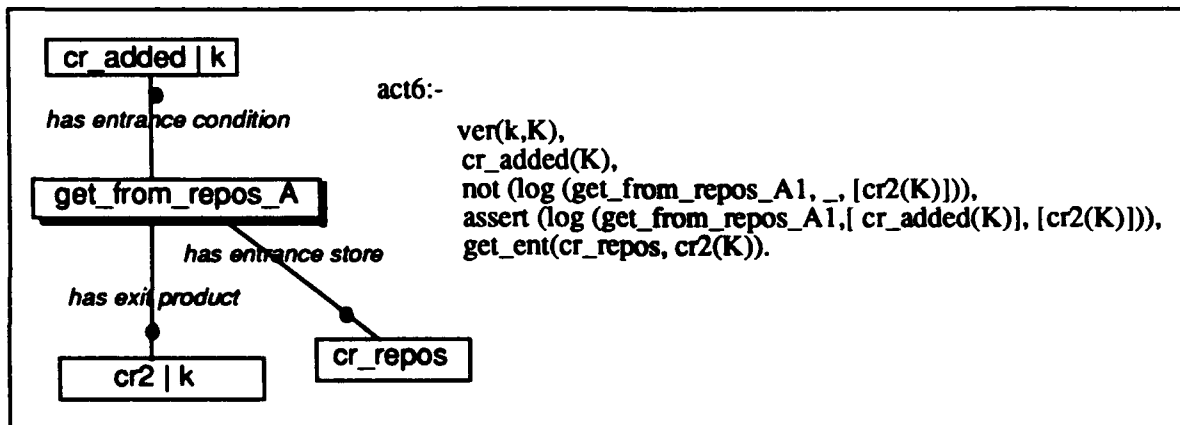 cr_added | k
has entrance condition
get_from_repos_A
has entrance store
has exit product
cr_repos
cr2 | k
act6:-
ver(k,K),
cr_added(K),
not (log (get_from_repos_A1, _, [cr2(K)])),
assert (log (get_from_repos_A1,[ cr_added(K)], [cr2(K)])),
get_ent(cr_repos, cr2(K)).